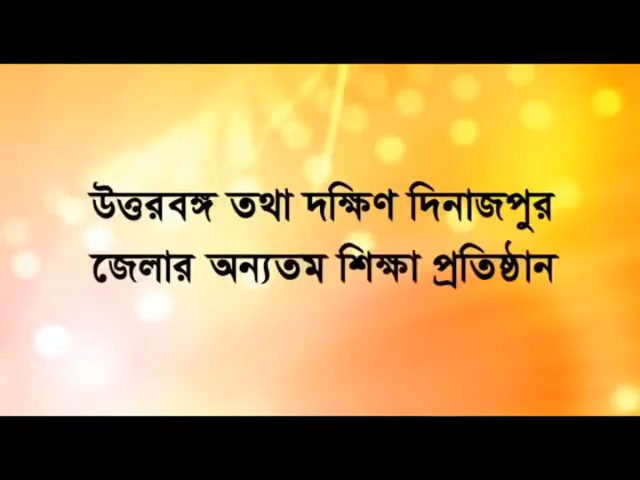 উত্তরবঙ্গ তথা দক্ষিণ দিনাজপুর
জেলার অন্যতম শিক্ষা প্রতিষ্ঠান